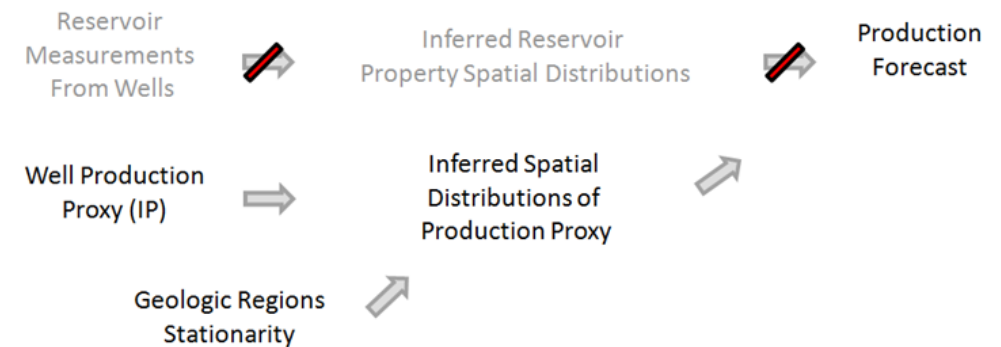 Reservoir
Measurements
From Wells
Inferred Reservoir
Property Spatial Distributions
Production
Forecast
Well Production
Proxy (IP)
Inferred Spatial
Distributions of
Production Proxy
Geologic Regions
Stationarity